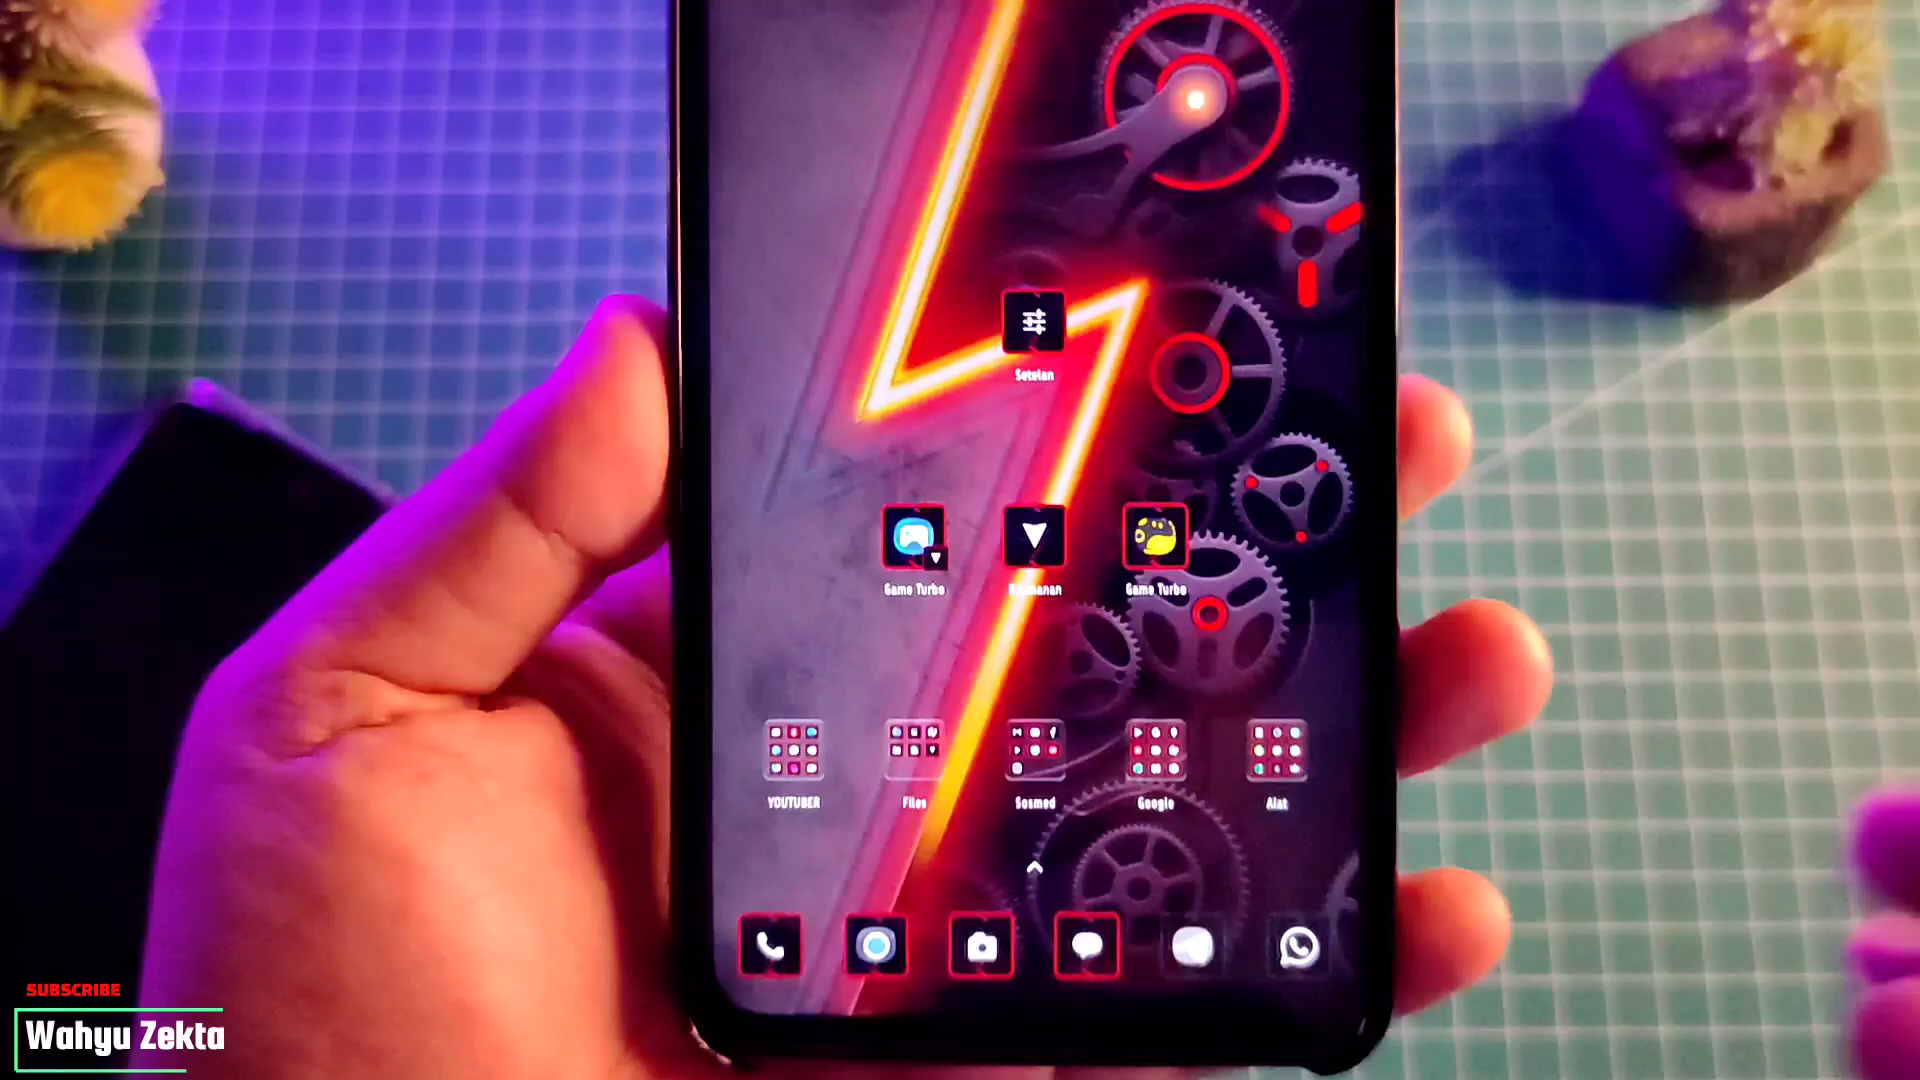 Setelan
Game Turbo
Game Turbo
YOUTUBER
Files
Sosmed
Google
Alat
SUBSCRIBE
Wahyu Zekta